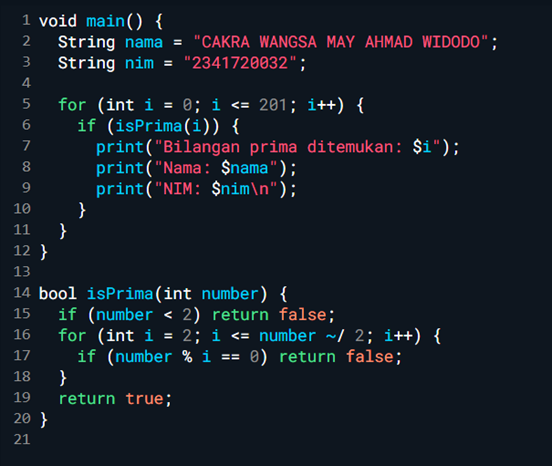 1 void main() {
2   String nama = "CAKRA WANGSA MAY AHMAD WIDODO";
3   String nim = "2341720032";
4
5   for (int i = 0; i <= 201; i++) {
6     if (isPrima(i)) {
7       print("Bilangan prima ditemukan: $i");
8       print("Nama: $nama");
9       print("NIM: $nim\n");
10     }
11   }
12 }
13
14 bool isPrima(int number) {
15   if (number < 2) return false;
16   for (int i = 2; i <= number ~/ 2; i++) {
17     if (number % i == 0) return false;
18   }
19   return true;
20 }
21